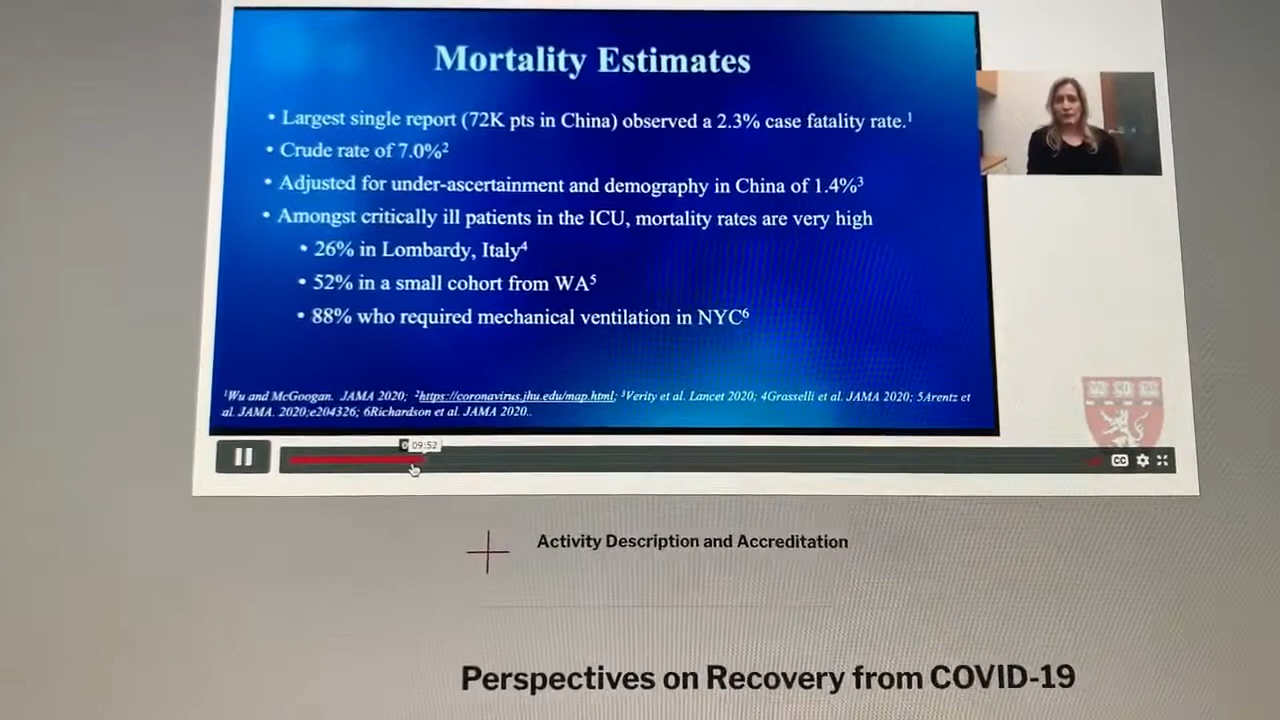 Mortality Estimates
• Largest single report (72K pts in China) observed a 2.3% case fatality rate.¹
• Crude rate of 7.0%²
• Adjusted for under-ascertainment and demography in China of 1.4%³
• Amongst critically ill patients in the ICU, mortality rates are very high
• 26% in Lombardy, Italy⁴
• 52% in a small cohort from WA⁵
• 88% who required mechanical ventilation in NYC⁶
¹Wu and McGoogan. JAMA 2020; ²https://coronavirus.jhu.edu/map.html; ³Verity et al. Lancet 2020; 4Grasselli et al. JAMA 2020; 5Arentz et
al. JAMA. 2020;e204326; 6Richardson et al. JAMA 2020..
09:52
CC
Activity Description and Accreditation
Perspectives on Recovery from COVID-19